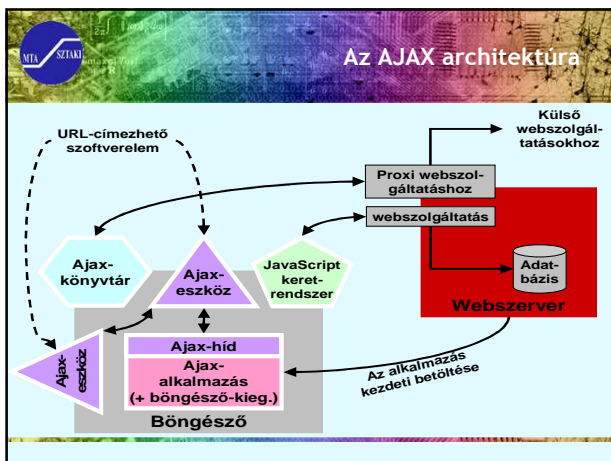 MTA
SZTAKI
Az AJAX architektúra
URL-címezhető
szoftverelem
Külső
webszolgál-
tatásokhoz
Proxi webszol-
gáltatáshoz
webszolgáltatás
Ajax-
könyvtár
Ajax-
eszköz
JavaScript
keret-
rendszer
Adat-
bázis
Webszerver
Ajax-
eszköz
Ajax-híd
Ajax-
alkalmazás
(+ böngésző-kieg.)
Az alkalmazás
kezdeti betöltése
Böngésző